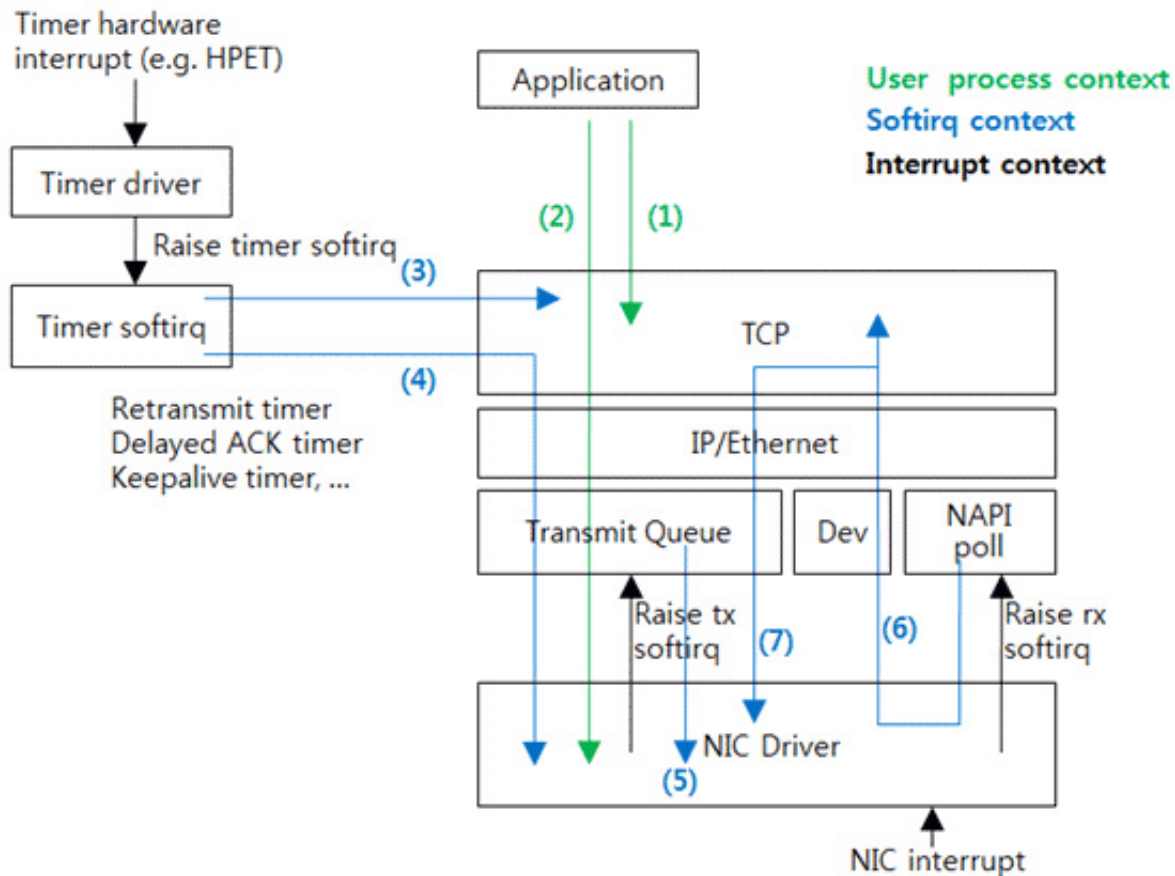 Timer hardware
interrupt (e.g. HPET)
Application
User process context
Softirq context
Interrupt context
Timer driver
(2)
(1)
Raise timer softirq
(3)
Timer softirq
TCP
(4)
Retransmit timer
Delayed ACK timer
Keepalive timer, ...
IP/Ethernet
Transmit Queue
Dev
NAPI
poll
Raise tx
softirq
(7)
(6)
Raise rx
softirq
NIC Driver
(5)
NIC interrupt